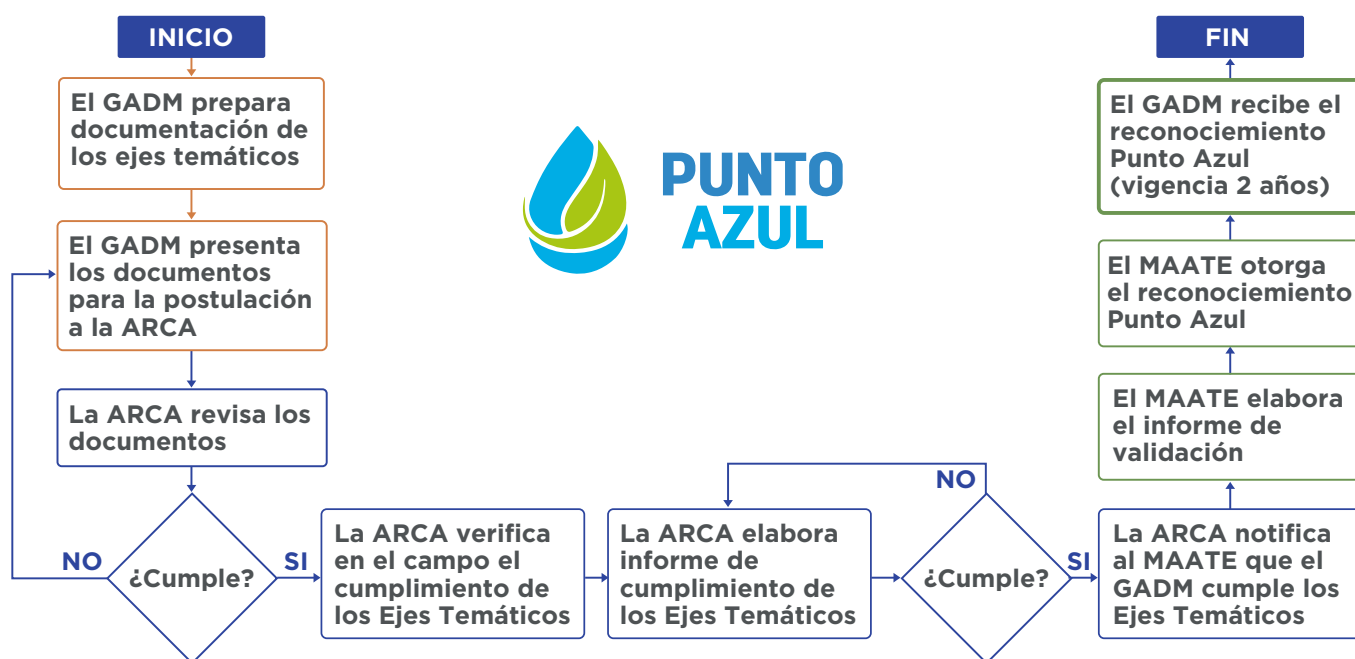 INICIO
El GADM prepara
documentación de
los ejes temáticos
El GADM presenta
los documentos
para la postulación
a la ARCA
La ARCA revisa los
documentos
¿Cumple?
NO
SI
La ARCA verifica
en el campo el
cumplimiento de
los Ejes Temáticos
La ARCA elabora
informe de
cumplimiento de
los Ejes Temáticos
¿Cumple?
NO
SI
La ARCA notifica
al MAATE que el
GADM cumple los
Ejes Temáticos
El MAATE elabora
el informe de
validación
El MAATE otorga
el reconociemiento
Punto Azul
El GADM recibe el
reconociemiento
Punto Azul
(vigencia 2 años)
FIN
PUNTO
AZUL